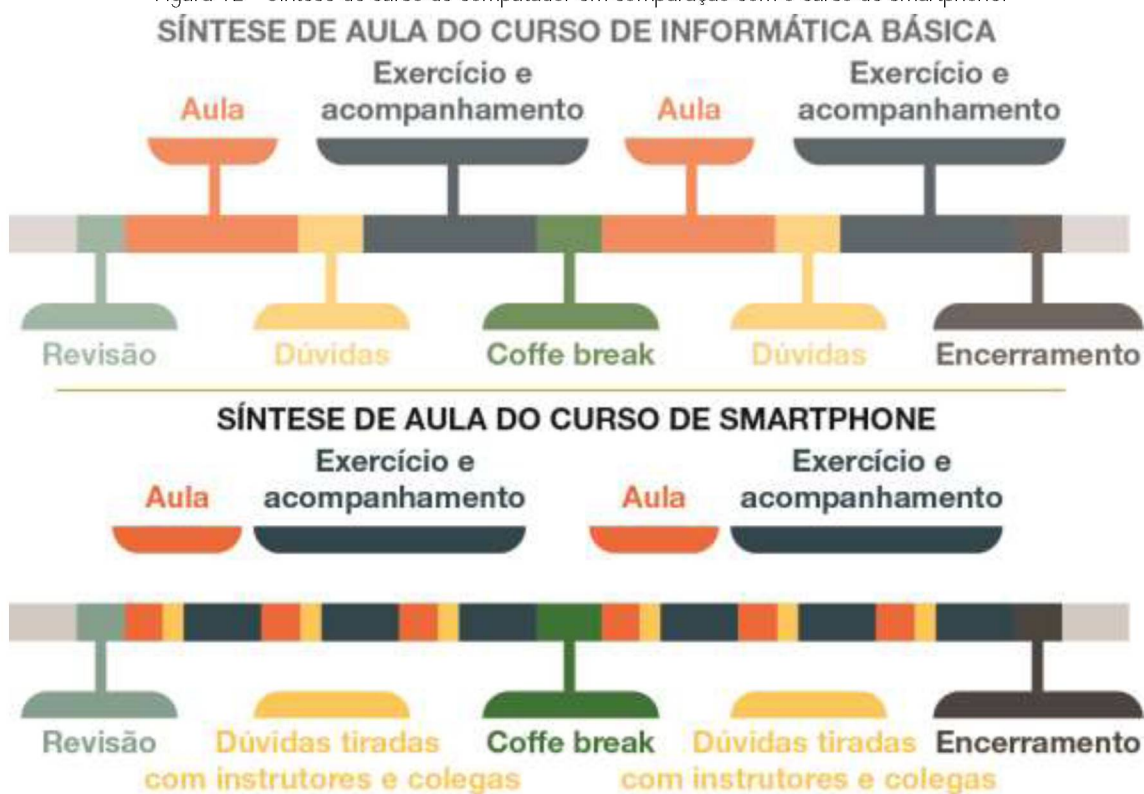 SÍNTESE DE AULA DO CURSO DE INFORMÁTICA BÁSICA
Exercício e
acompanhamento
Aula
Exercício e
acompanhamento
Aula
Revisão
Dúvidas
Coffe break
Dúvidas
Encerramento
SÍNTESE DE AULA DO CURSO DE SMARTPHONE
Aula
Exercício e
acompanhamento
Aula
Exercício e
acompanhamento
Revisão
Dúvidas tiradas
com instrutores e colegas
Coffe break
Dúvidas tiradas
com instrutores e colegas
Encerramento